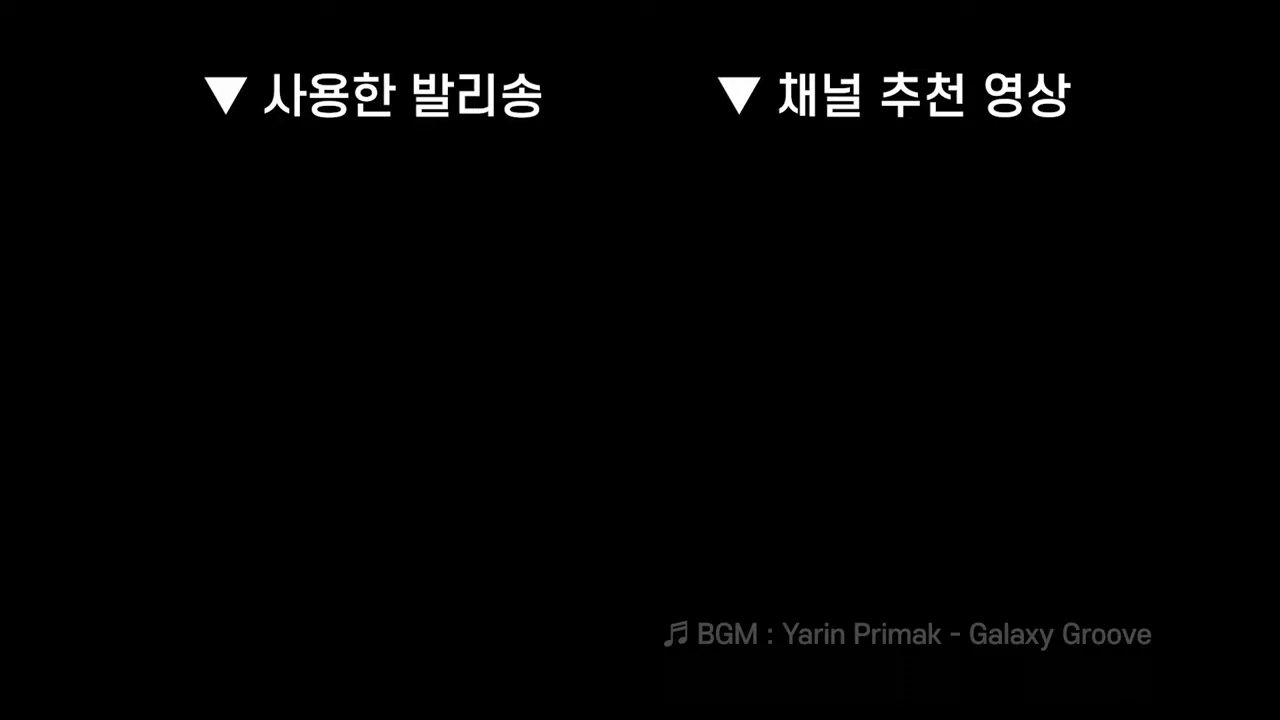 ▼ 사용한 발리송
▼ 채널 추천 영상
♬ BGM : Yarin Primak - Galaxy Groove